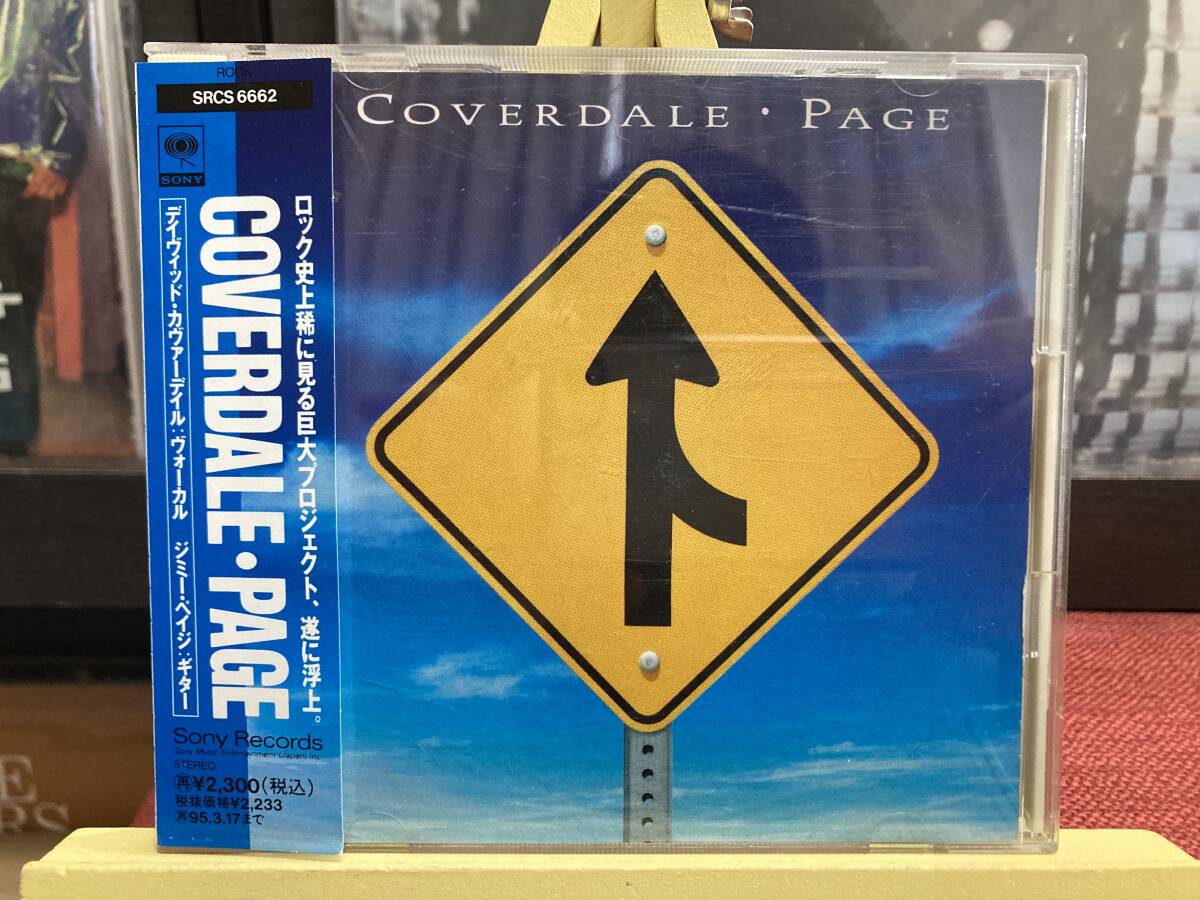 ROCK
SRCS 6662
SONY
COVERDALE・PAGE
ロック史上稀に見る巨大プロジェクト、遂に浮上。
デイヴィッド・カヴァーデイル:ヴォーカル ジミー・ペイジ:ギター
Sony Records
Sony Music Entertainment (Japan) Inc
STEREO
再¥2,300(税込)
税抜価格¥2,233
再95.3.17まで
COVERDALE · PAGE